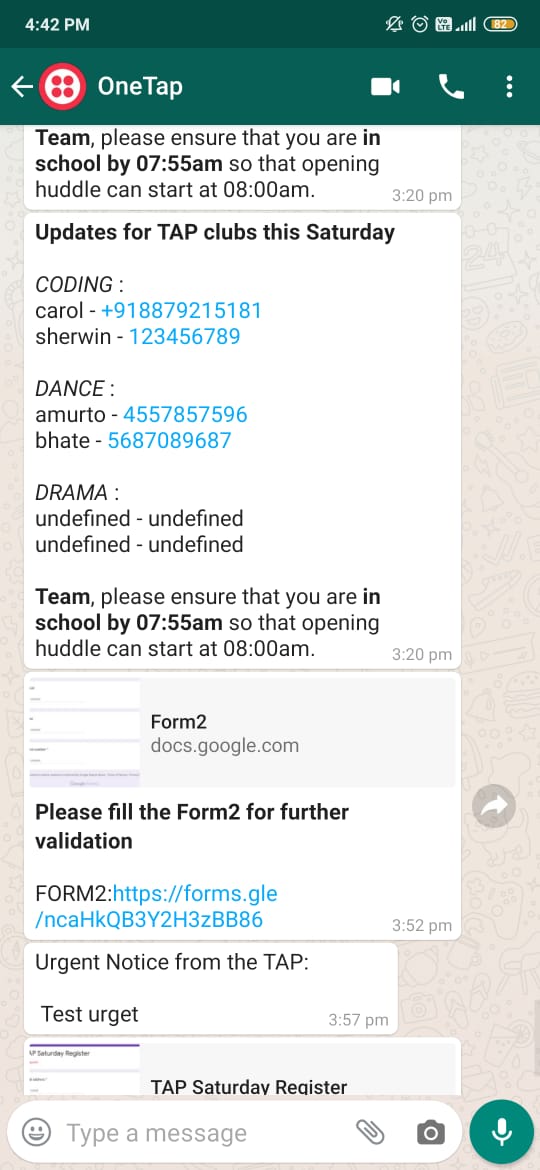 4:42 PM
Vo LTE
82
OneTap
Team, please ensure that you are in
school by 07:55am so that opening
huddle can start at 08:00am.
3:20 pm
Updates for TAP clubs this Saturday
CODING :
carol - +918879215181
sherwin - 123456789
DANCE :
amurto - 4557857596
bhate - 5687089687
DRAMA :
undefined - undefined
undefined - undefined
Team, please ensure that you are in
school by 07:55am so that opening
huddle can start at 08:00am.
3:20 pm
Form2
docs.google.com
Please fill the Form2 for further
validation
FORM2:https://forms.gle
/ncaHkQB3Y2H3zBB86
3:52 pm
Urgent Notice from the TAP:
Test urget
3:57 pm
AP Saturday Register
TAP Saturday Register
Type a message